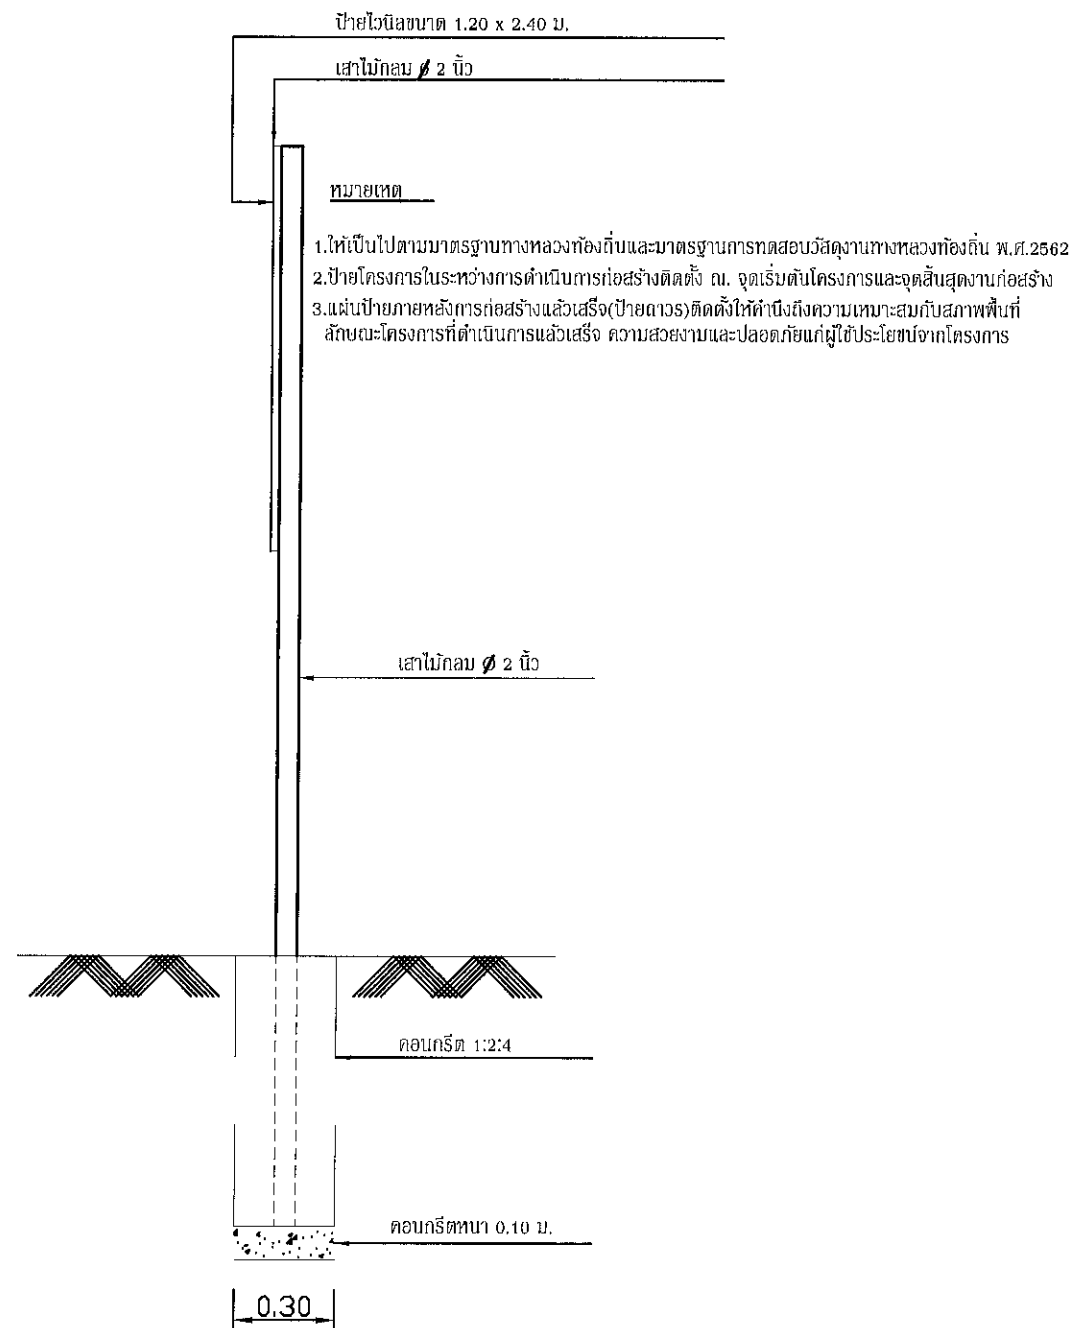 ป้ายไวนิลขนาด 1.20 x 2.40 ม.
เสาไม้กลม Ø 2 นิ้ว
หมายเหตุ
1.ให้เป็นไปตามมาตรฐานทางหลวงท้องถิ่นและมาตรฐานการทดสอบวัสดุงานทางหลวงท้องถิ่น พ.ศ.2562
2.ป้ายโครงการในระหว่างการดำเนินการก่อสร้างติดตั้ง ณ. จุดเริ่มต้นโครงการและจุดสิ้นสุดงานก่อสร้าง
3.แผ่นป้ายภายหลังการก่อสร้างแล้วเสร็จ(ป้ายถาวร)ติดตั้งให้คำนึงถึงความเหมาะสมกับสภาพพื้นที่
ลักษณะโครงการที่ดำเนินการแล้วเสร็จ ความสวยงามและปลอดภัยแก่ผู้ใช้ประโยชน์จากโครงการ
เสาไม้กลม Ø 2 นิ้ว
คอนกรีต 1:2:4
คอนกรีตหนา 0.10 ม.
0.30